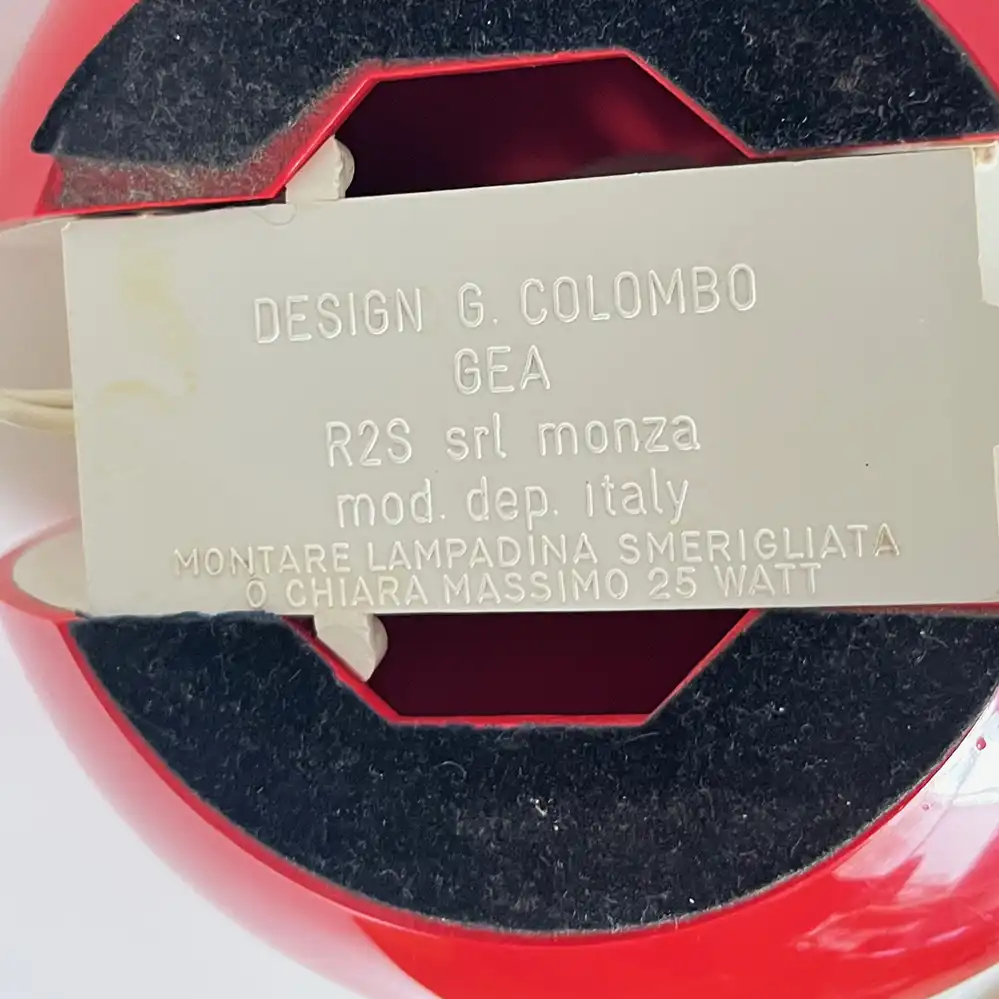 DESIGN G. COLOMBO
GEA
R2S srl monza
mod. dep. italy
MONTARE LAMPADINA SMERIGLIATA
O CHIARA MASSIMO 25 WATT